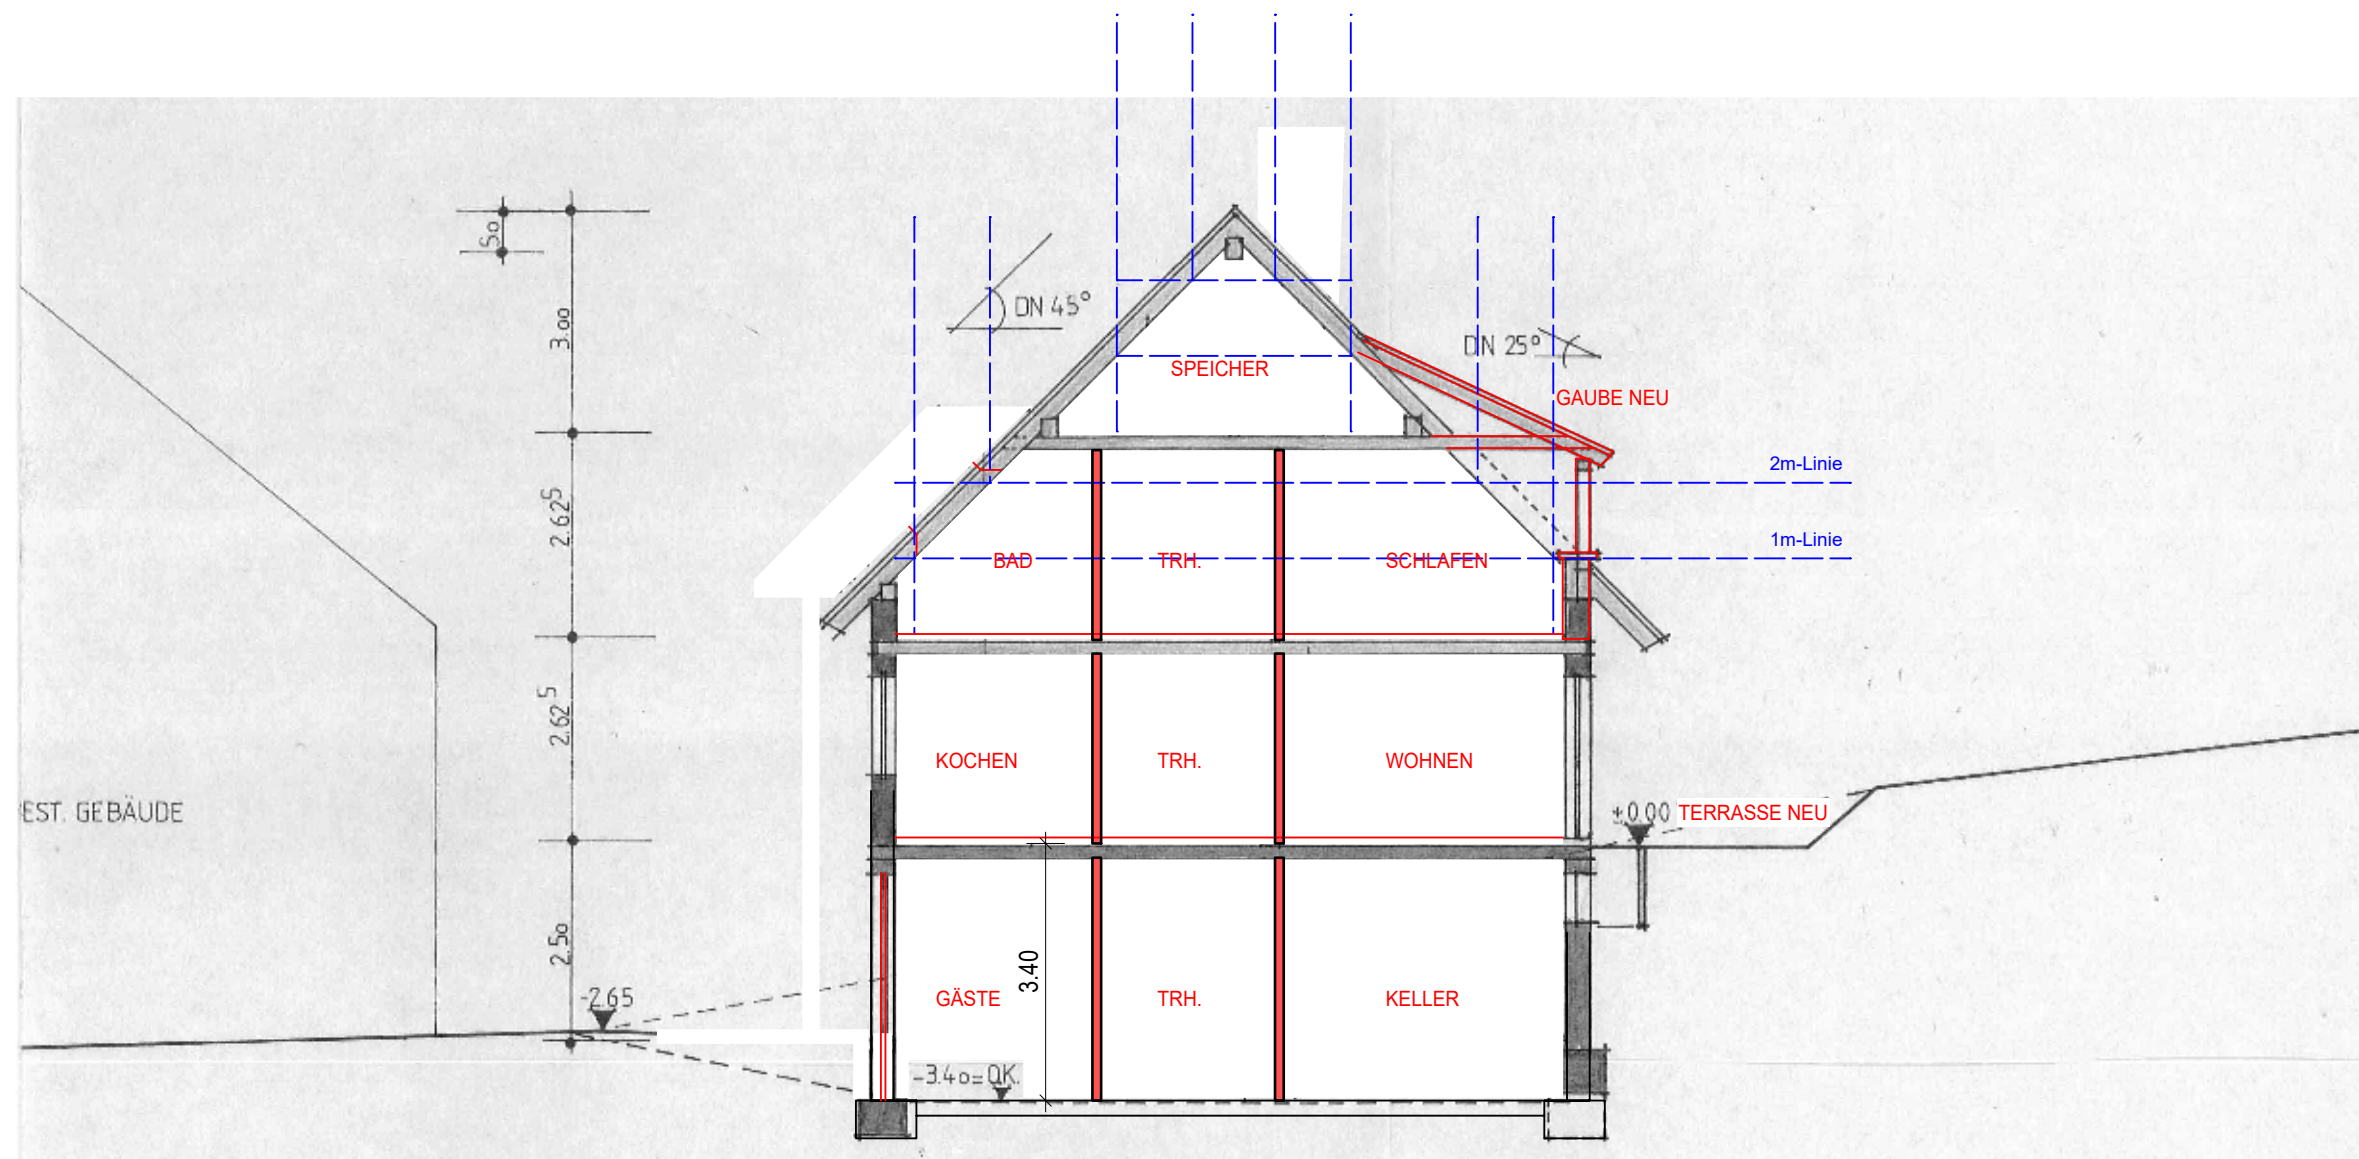 50
3.00
DN 45°
DN 25°
SPEICHER
GAUBE NEU
2m-Linie
2.62⁵
1m-Linie
BAD
TRH.
SCHLAFEN
2.62⁵
KOCHEN
TRH.
WOHNEN
EST. GEBÄUDE
±0.00
TERRASSE NEU
2.50
3.40
-2.65
GÄSTE
TRH.
KELLER
-3.40=OK.